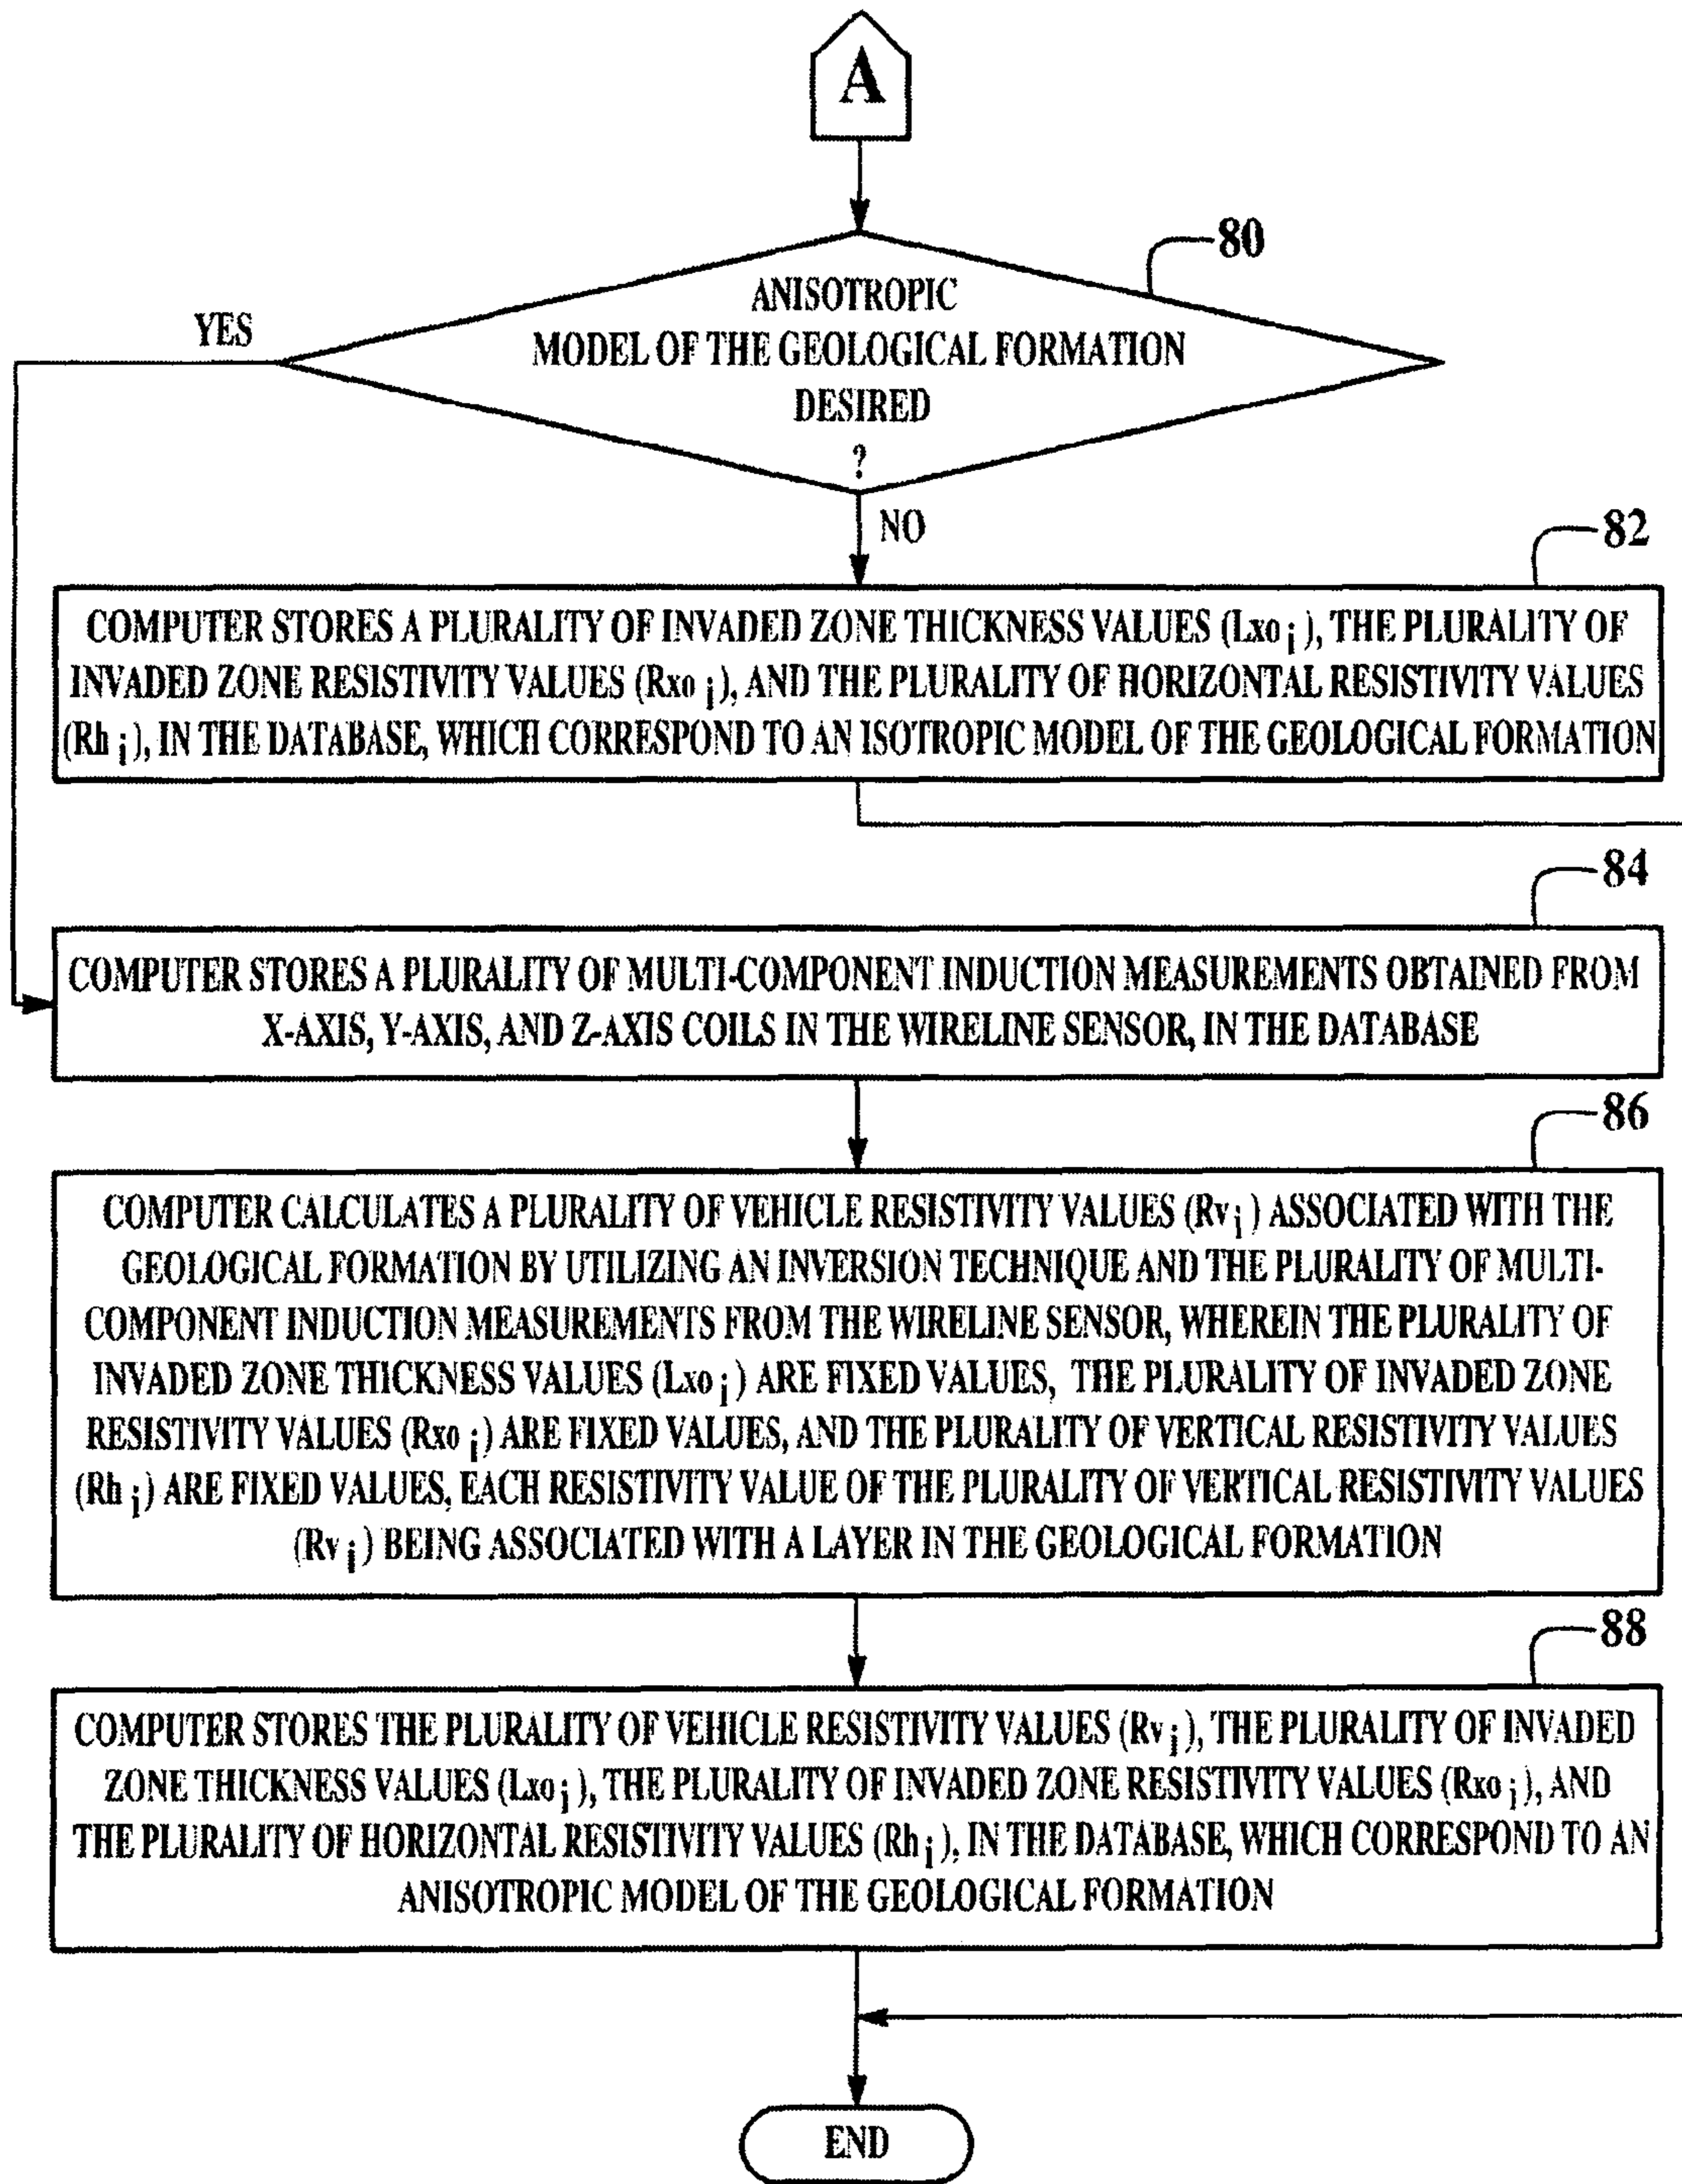 A
80
ANISOTROPIC
MODEL OF THE GEOLOGICAL FORMATION
DESIRED
?
YES
NO
82
COMPUTER STORES A PLURALITY OF INVADED ZONE THICKNESS VALUES (Lxo i), THE PLURALITY OF
INVADED ZONE RESISTIVITY VALUES (Rxo i), AND THE PLURALITY OF HORIZONTAL RESISTIVITY VALUES
(Rh i), IN THE DATABASE, WHICH CORRESPOND TO AN ISOTROPIC MODEL OF THE GEOLOGICAL FORMATION
84
COMPUTER STORES A PLURALITY OF MULTI-COMPONENT INDUCTION MEASUREMENTS OBTAINED FROM
X-AXIS, Y-AXIS, AND Z-AXIS COILS IN THE WIRELINE SENSOR, IN THE DATABASE
86
COMPUTER CALCULATES A PLURALITY OF VEHICLE RESISTIVITY VALUES (Rv i) ASSOCIATED WITH THE
GEOLOGICAL FORMATION BY UTILIZING AN INVERSION TECHNIQUE AND THE PLURALITY OF MULTI-
COMPONENT INDUCTION MEASUREMENTS FROM THE WIRELINE SENSOR, WHEREIN THE PLURALITY OF
INVADED ZONE THICKNESS VALUES (Lxo i) ARE FIXED VALUES, THE PLURALITY OF INVADED ZONE
RESISTIVITY VALUES (Rxo i) ARE FIXED VALUES, AND THE PLURALITY OF VERTICAL RESISTIVITY VALUES
(Rh i) ARE FIXED VALUES, EACH RESISTIVITY VALUE OF THE PLURALITY OF VERTICAL RESISTIVITY VALUES
(Rv i) BEING ASSOCIATED WITH A LAYER IN THE GEOLOGICAL FORMATION
88
COMPUTER STORES THE PLURALITY OF VEHICLE RESISTIVITY VALUES (Rv i), THE PLURALITY OF INVADED
ZONE THICKNESS VALUES (Lxo i), THE PLURALITY OF INVADED ZONE RESISTIVITY VALUES (Rxo i), AND
THE PLURALITY OF HORIZONTAL RESISTIVITY VALUES (Rh i), IN THE DATABASE, WHICH CORRESPOND TO AN
ANISOTROPIC MODEL OF THE GEOLOGICAL FORMATION
END